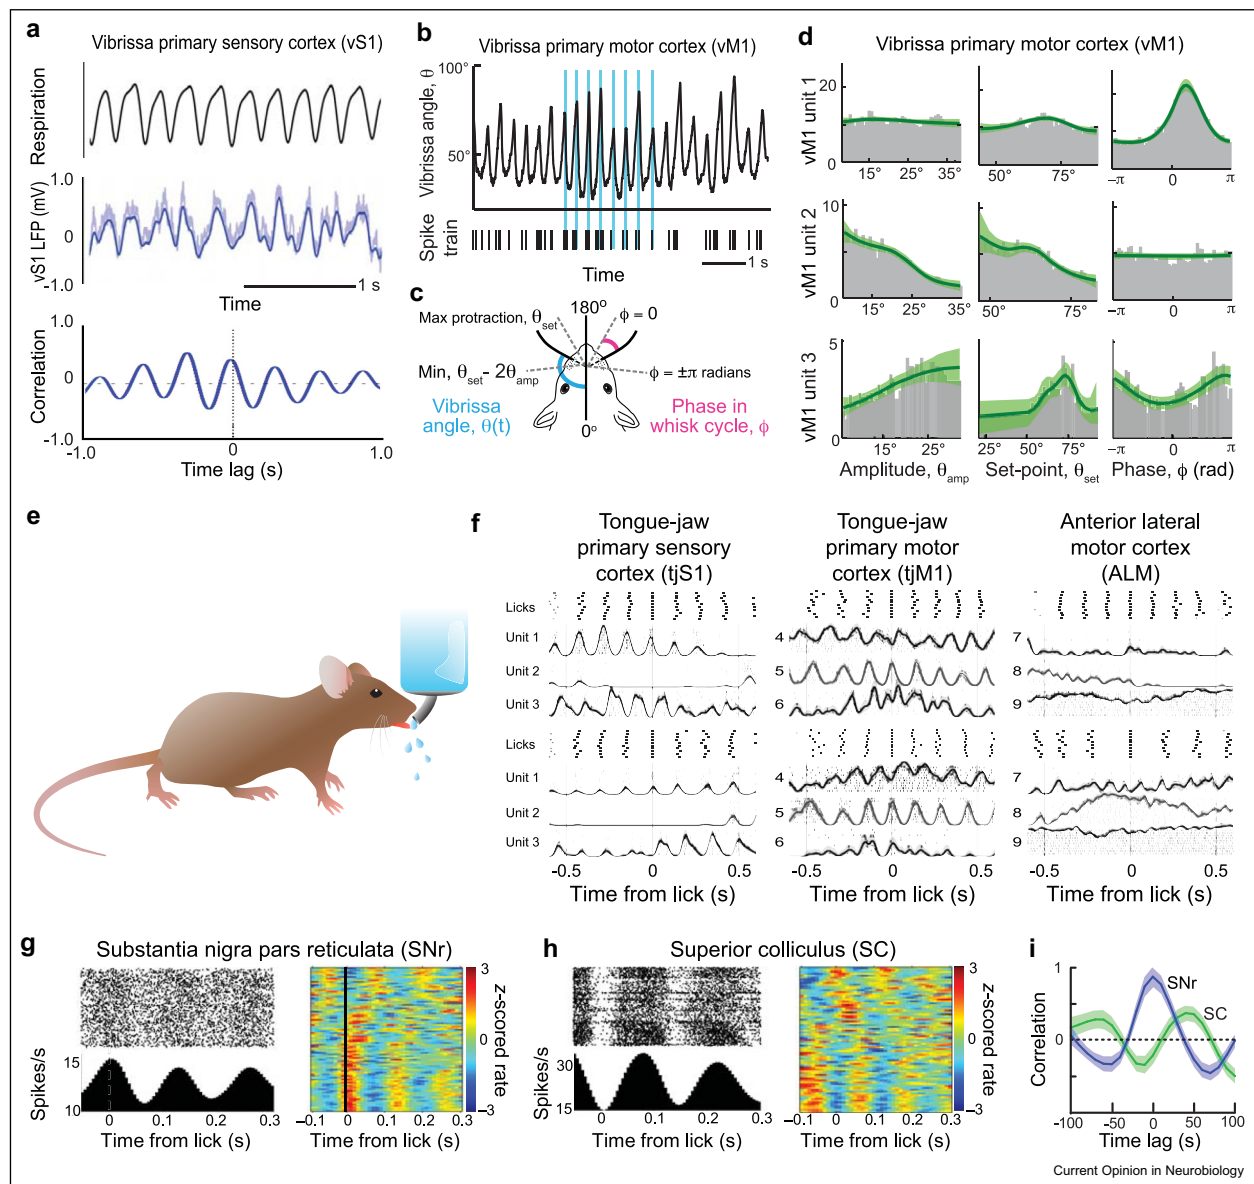 a
Vibrissa primary sensory cortex (vS1)
Respiration
1.0
0
-1.0
vS1 LFP (mV)
Time
1 s
1.0
0
-1.0
Correlation
-1.0
0
1.0
Time lag (s)
b
Vibrissa primary motor cortex (vM1)
100°
50°
Vibrissa angle, θ
Spike
train
Time
1 s
c
180°
Max protraction, θset
ϕ = 0
Min, θset - 2θamp
ϕ = ±π radians
Vibrissa
angle, θ(t)
Phase in
whisk cycle, ϕ
0°
d
Vibrissa primary motor cortex (vM1)
vM1 unit 1
20
0
15° 25° 35°
50° 75°
−π 0 π
vM1 unit 2
10
0
15° 25° 35°
50° 75°
−π 0 π
vM1 unit 3
5
0
15° 25°
25° 50° 75°
−π 0 π
Amplitude, θamp
Set-point, θset
Phase, ϕ (rad)
e
f
Tongue-jaw
primary sensory
cortex (tjS1)
Tongue-jaw
primary motor
cortex (tjM1)
Anterior lateral
motor cortex
(ALM)
Licks
Unit 1 4 7
Unit 2 5 8
Unit 3 6 9
Licks
Unit 1 4 7
Unit 2 5 8
Unit 3 6 9
-0.5 0 0.5
-0.5 0 0.5
-0.5 0 0.5
Time from lick (s)
Time from lick (s)
Time from lick (s)
g
Substantia nigra pars reticulata (SNr)
Spikes/s
15
10
0 0.1 0.2 0.3
Time from lick (s)
−0.1 0 0.1 0.2 0.3
Time from lick (s)
3
0
−3
z-scored rate
h
Superior colliculus (SC)
Spikes/s
30
15
0 0.1 0.2 0.3
Time from lick (s)
−0.1 0 0.1 0.2 0.3
Time from lick (s)
3
0
−3
z-scored rate
i
1
0
-1
Correlation
SNr
SC
-100 -50 0 50 100
Time lag (s)
Current Opinion in Neurobiology